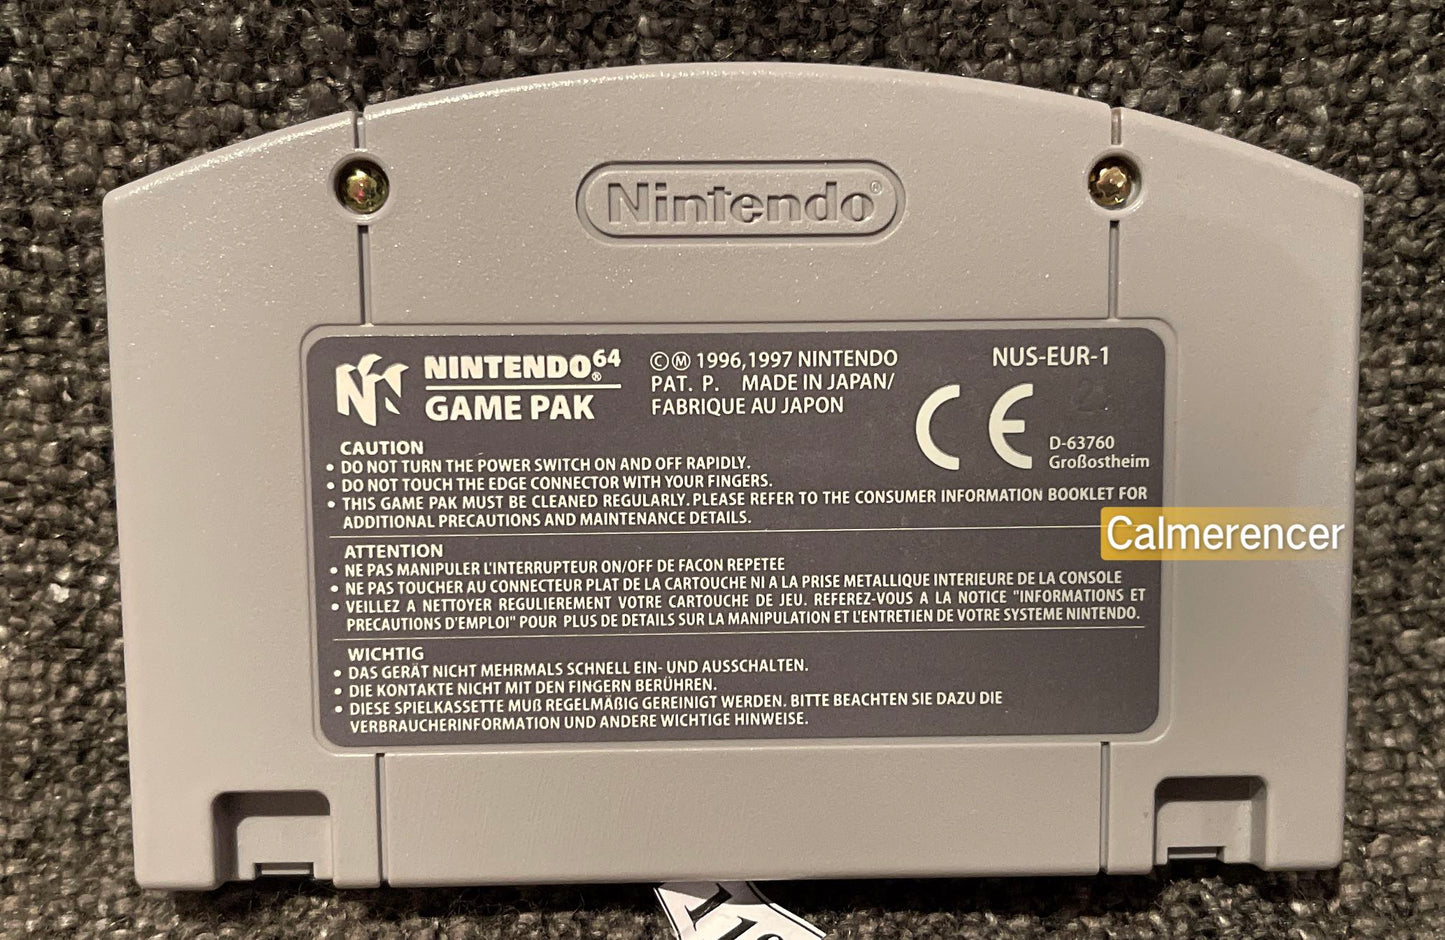 Nintendo®
NINTENDO⁶⁴®
GAME PAK
ⒸⓂ 1996,1997 NINTENDO
PAT. P. MADE IN JAPAN/
FABRIQUE AU JAPON
NUS-EUR-1
CE
D-63760
Großostheim
CAUTION
• DO NOT TURN THE POWER SWITCH ON AND OFF RAPIDLY.
• DO NOT TOUCH THE EDGE CONNECTOR WITH YOUR FINGERS.
• THIS GAME PAK MUST BE CLEANED REGULARLY. PLEASE REFER TO THE CONSUMER INFORMATION BOOKLET FOR
ADDITIONAL PRECAUTIONS AND MAINTENANCE DETAILS.
Calmerencer
ATTENTION
• NE PAS MANIPULER L'INTERRUPTEUR ON/OFF DE FACON REPETEE
• NE PAS TOUCHER AU CONNECTEUR PLAT DE LA CARTOUCHE NI A LA PRISE METALLIQUE INTERIEURE DE LA CONSOLE
• VEILLEZ A NETTOYER REGULIEREMENT VOTRE CARTOUCHE DE JEU. REFEREZ-VOUS A LA NOTICE "INFORMATIONS ET
PRECAUTIONS D'EMPLOI" POUR PLUS DE DETAILS SUR LA MANIPULATION ET L'ENTRETIEN DE VOTRE SYSTEME NINTENDO.
WICHTIG
• DAS GERÄT NICHT MEHRMALS SCHNELL EIN- UND AUSSCHALTEN.
• DIE KONTAKTE NICHT MIT DEN FINGERN BERÜHREN.
• DIESE SPIELKASSETTE MUß REGELMÄßIG GEREINIGT WERDEN. BITTE BEACHTEN SIE DAZU DIE
VERBRAUCHERINFORMATION UND ANDERE WICHTIGE HINWEISE.